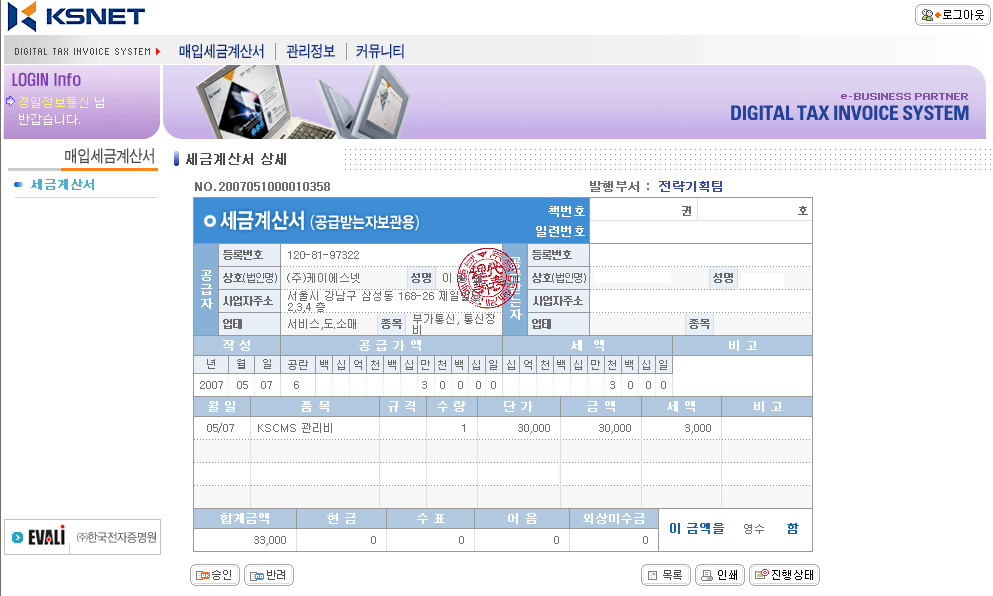 KSNET
로그아웃
DIGITAL TAX INVOICE SYSTEM
매입세금계산서 관리정보 커뮤니티
LOGIN Info
경일정보통신 님
반갑습니다.
e-BUSINESS PARTNER
DIGITAL TAX INVOICE SYSTEM
매입세금계산서
세금계산서
세금계산서 상세
NO.2007051000010358 발행부서 : 전략기획팀
세금계산서 (공급받는자보관용) 책번호 권 호
일련번호
공급자 등록번호 120-81-97322 등록번호
상호(법인명) (주)케이에스넷 성명 이 상호(법인명) 성명
사업자주소 서울시 강남구 삼성동 168-26 제일빌딩 2,3,4 층 사업자주소
업태 서비스,도,소매 종목 부가통신, 통신장비 업태 종목
작 성 공 급 가 액 세 액 비 고
년 월 일 공란 백 십 억 천 백 십 만 천 백 십 일 십 억 천 백 십 만 천 백 십 일
2007 05 07 6 3 0 0 0 0 3 0 0 0
월 일 품 목 규 격 수 량 단 가 금 액 세 액 비 고
05/07 KSCMS 관리비 1 30,000 30,000 3,000
합계금액 현 금 수 표 어 음 외상미수금 이 금액을 영수 함
33,000 0 0 0 0
EVALI ㈜한국전자증명원
승인 반려 목록 인쇄 진행상태